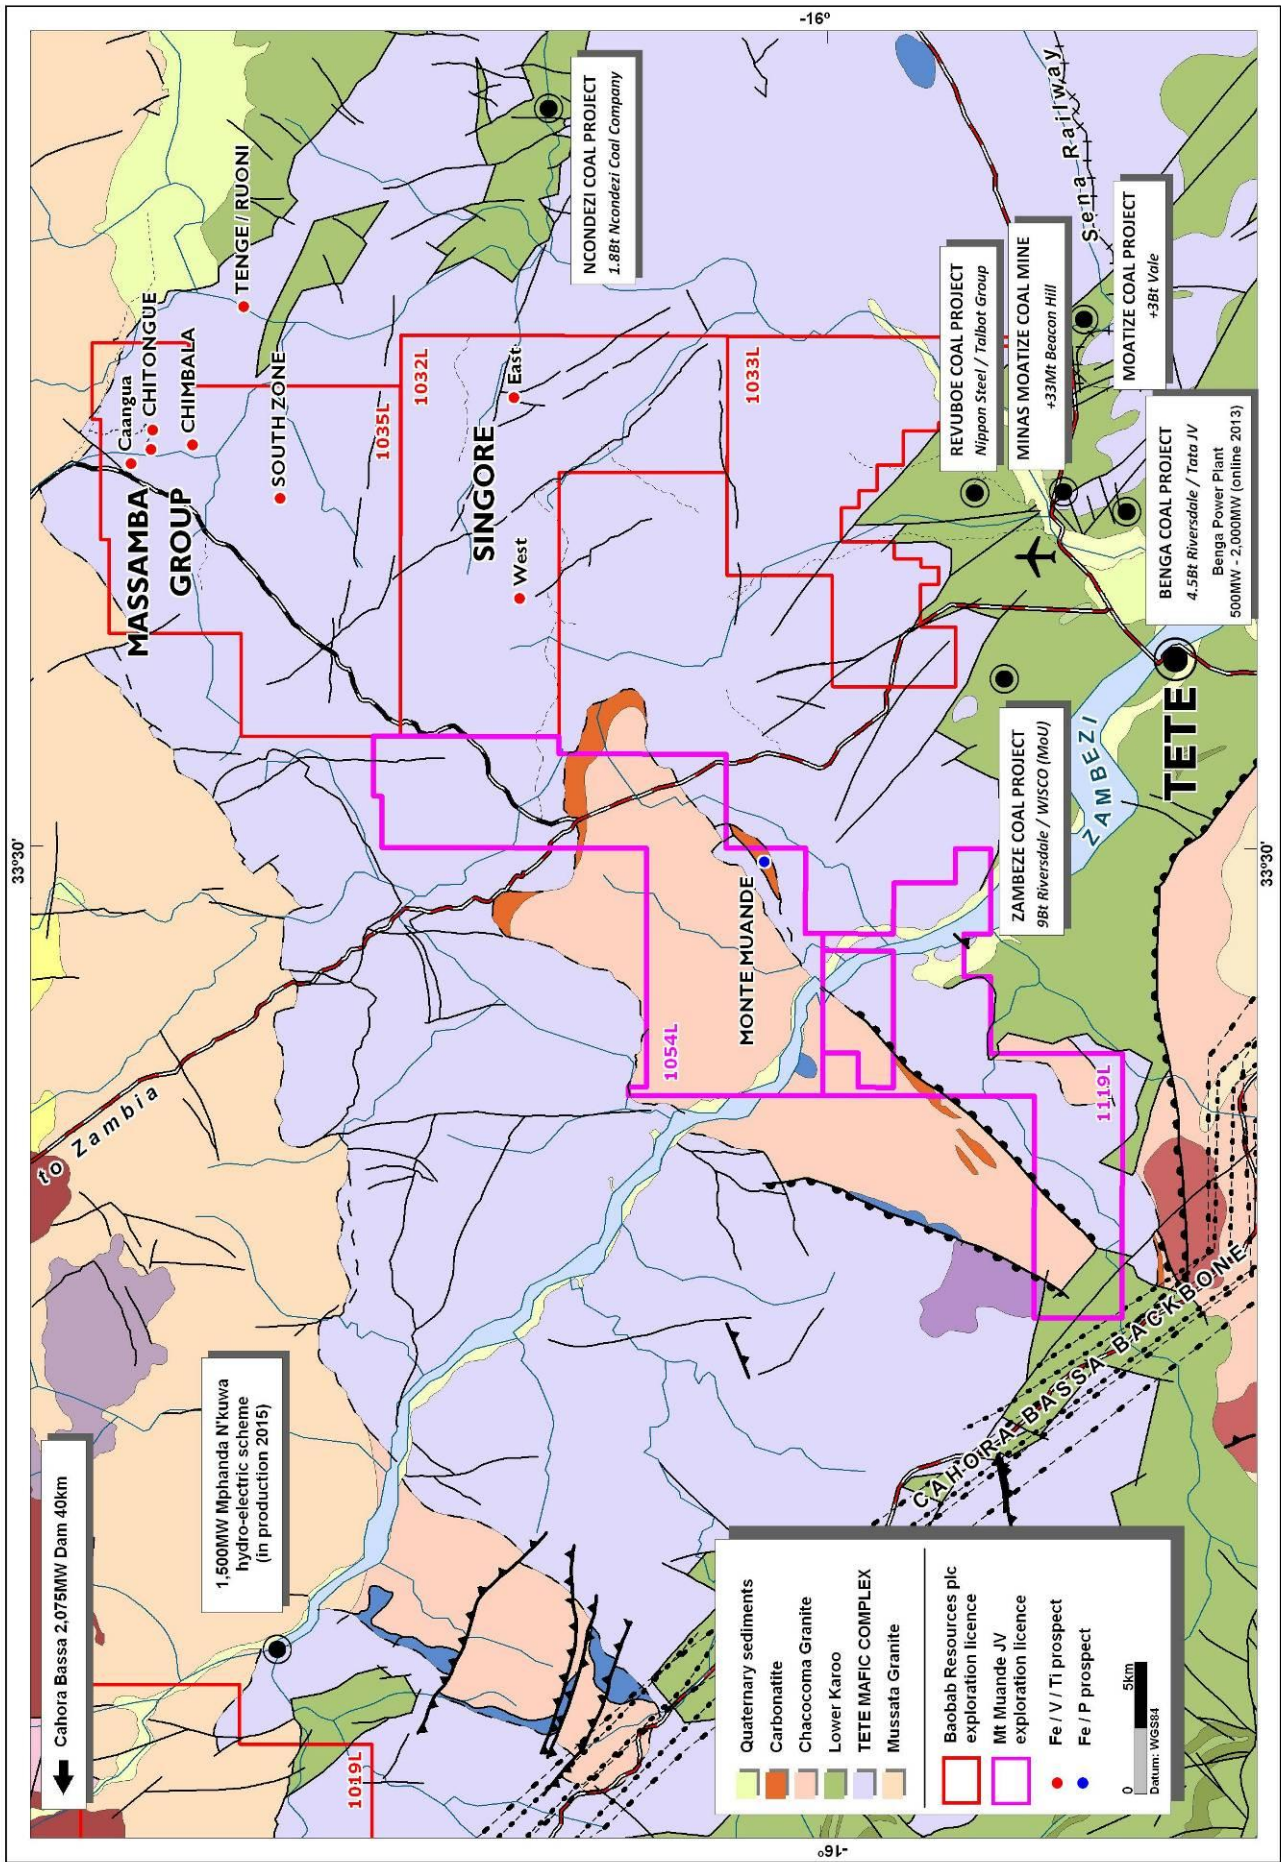 Cahora Bassa 2,075MW Dam 40km
1,500MW Mphanda N'kuwa
hydro-electric scheme
(in production 2015)
1019L
to Zambia
33º30'
MASSAMBA
GROUP
Caangua
CHITONGUE
CHIMBALA
SOUTH ZONE
TENGE / RUONI
1035L
1032L
SINGORE
West
East
1033L
NCONDEZI COAL PROJECT
1.8Bt Ncondezi Coal Company
-16º
-16º
1054L
MONTE MUANDE
1119L
CAHORA BASSA BACKBONE
ZAMBEZE COAL PROJECT
9Bt Riversdale / WISCO (MoU)
ZAMBEZI
TETE
REVUBOE COAL PROJECT
Nippon Steel / Talbot Group
MINAS MOATIZE COAL MINE
+33Mt Beacon Hill
Sena Railway
MOATIZE COAL PROJECT
+3Bt Vale
BENGA COAL PROJECT
4.5Bt Riversdale / Tata JV
Benga Power Plant
500MW - 2,000MW (online 2013)
33º30'
Quaternary sediments
Carbonatite
Chacocoma Granite
Lower Karoo
TETE MAFIC COMPLEX
Mussata Granite
Baobab Resources plc
exploration licence
Mt Muande JV
exploration licence
Fe / V / Ti prospect
Fe / P prospect
0 5km
Datum: WGS84